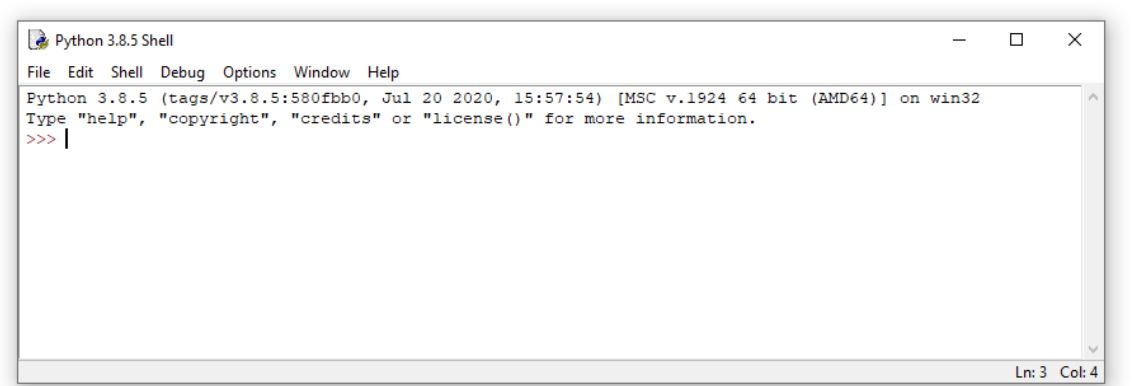 Python 3.8.5 Shell
File Edit Shell Debug Options Window Help
Python 3.8.5 (tags/v3.8.5:580fbb0, Jul 20 2020, 15:57:54) [MSC v.1924 64 bit (AMD64)] on win32
Type "help", "copyright", "credits" or "license()" for more information.
>>>
Ln: 3 Col: 4